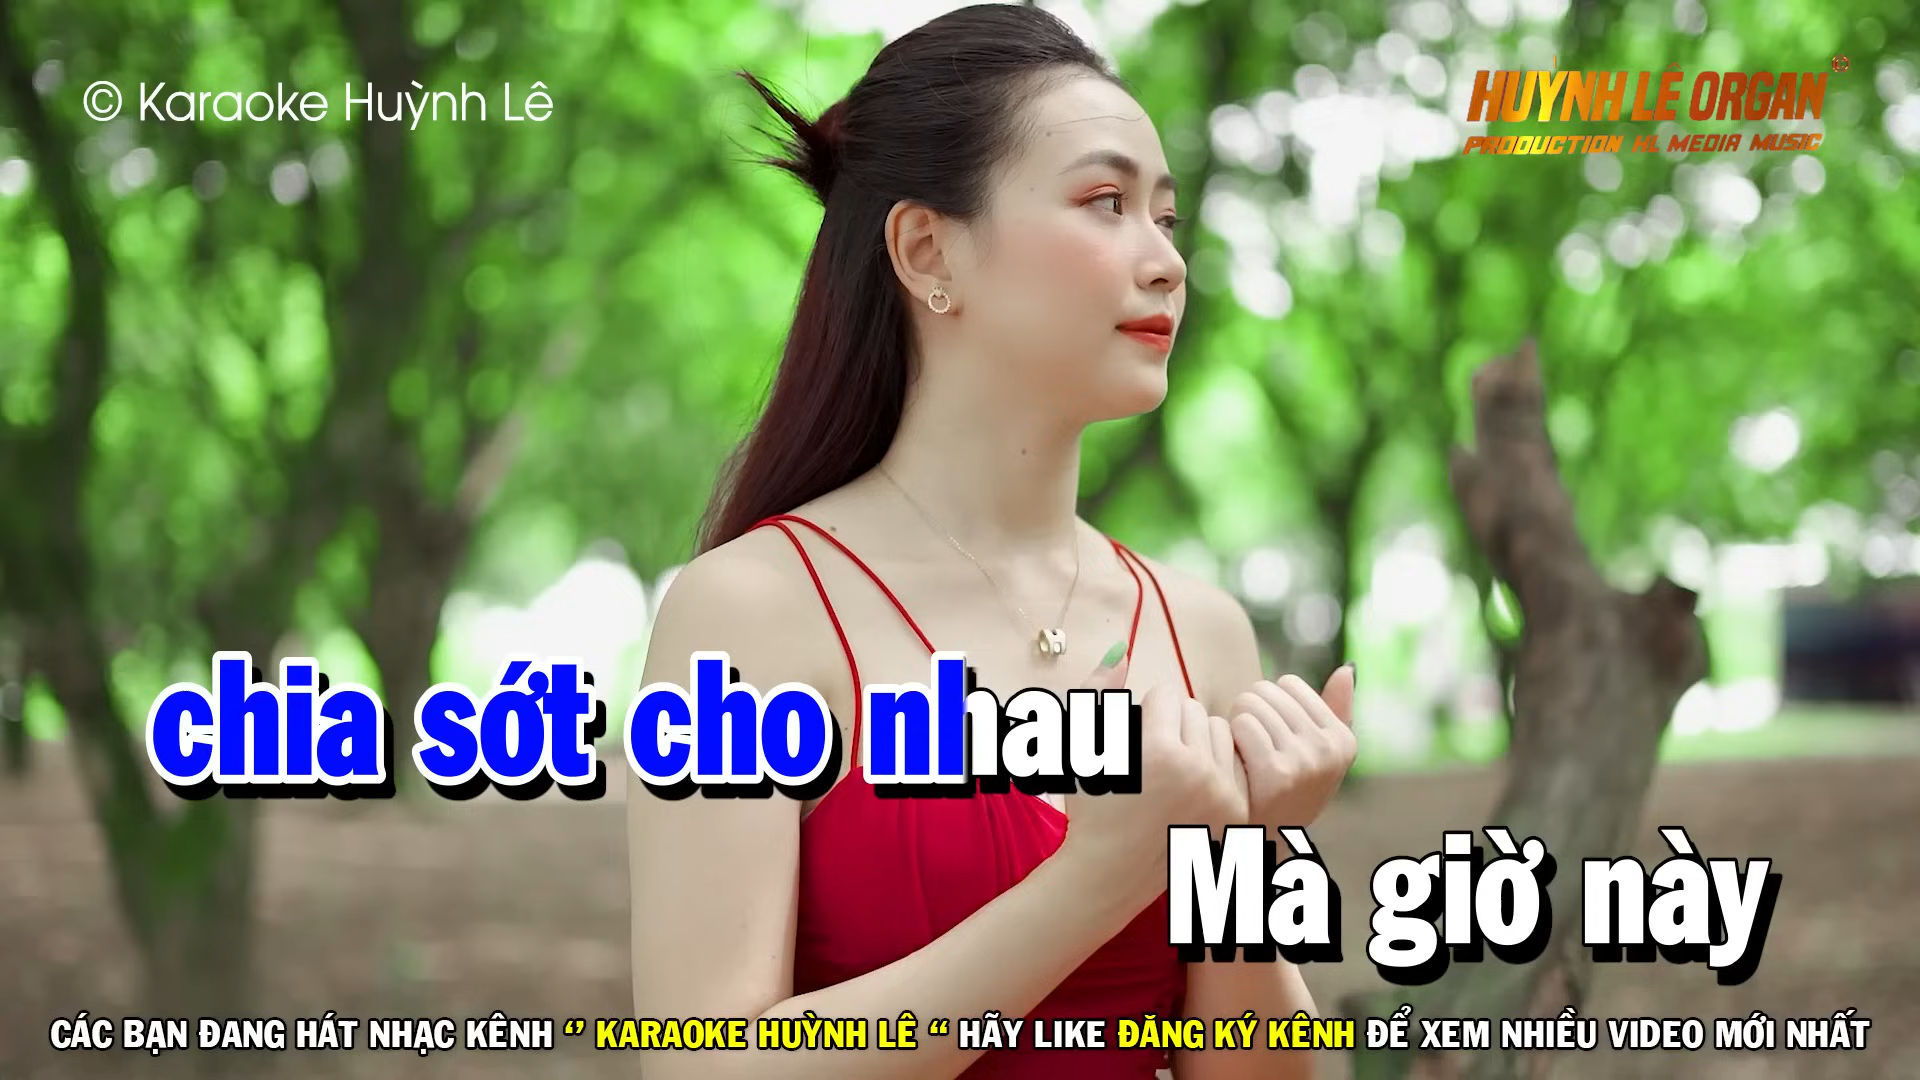 © Karaoke Huỳnh Lê
HUỲNH LÊ ORGAN
PRODUCTION HL MEDIA MUSIC
chia sớt cho nhau
Mà giờ này
CÁC BẠN ĐANG HÁT NHẠC KÊNH “ KARAOKE HUỲNH LÊ “ HÃY LIKE ĐĂNG KÝ KÊNH ĐỂ XEM NHIỀU VIDEO MỚI NHẤT